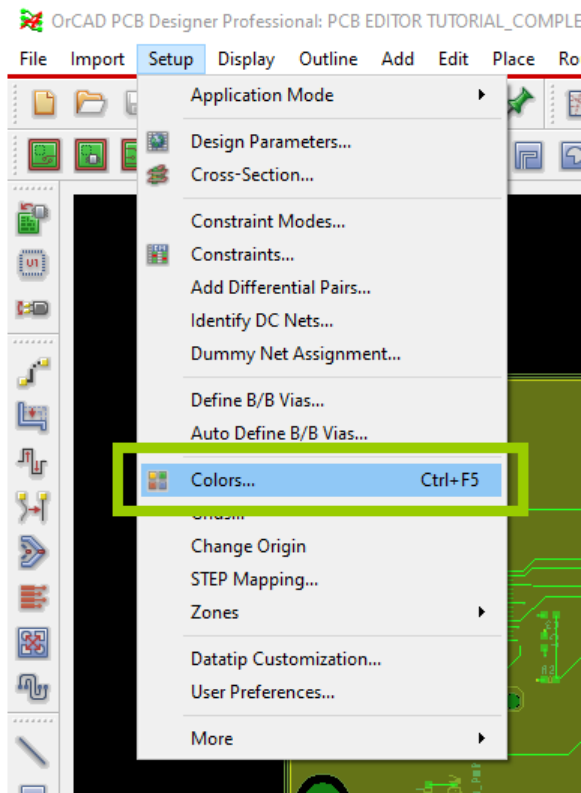 OrCAD PCB Designer Professional: PCB EDITOR TUTORIAL_COMPLE
File Import Setup Display Outline Add Edit Place Ro
Application Mode
Design Parameters...
Cross-Section...
Constraint Modes...
Constraints...
Add Differential Pairs...
Identify DC Nets...
Dummy Net Assignment...
Define B/B Vias...
Auto Define B/B Vias...
Colors... Ctrl+F5
Change Origin
STEP Mapping...
Zones
Datatip Customization...
User Preferences...
More
U1